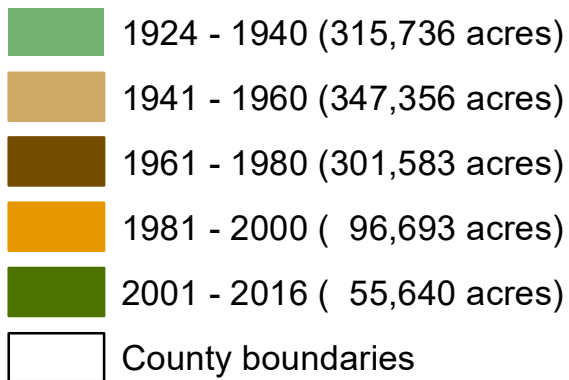 1924 - 1940 (315,736 acres)
1941 - 1960 (347,356 acres)
1961 - 1980 (301,583 acres)
1981 - 2000 (  96,693 acres)
2001 - 2016 (  55,640 acres)
County boundaries